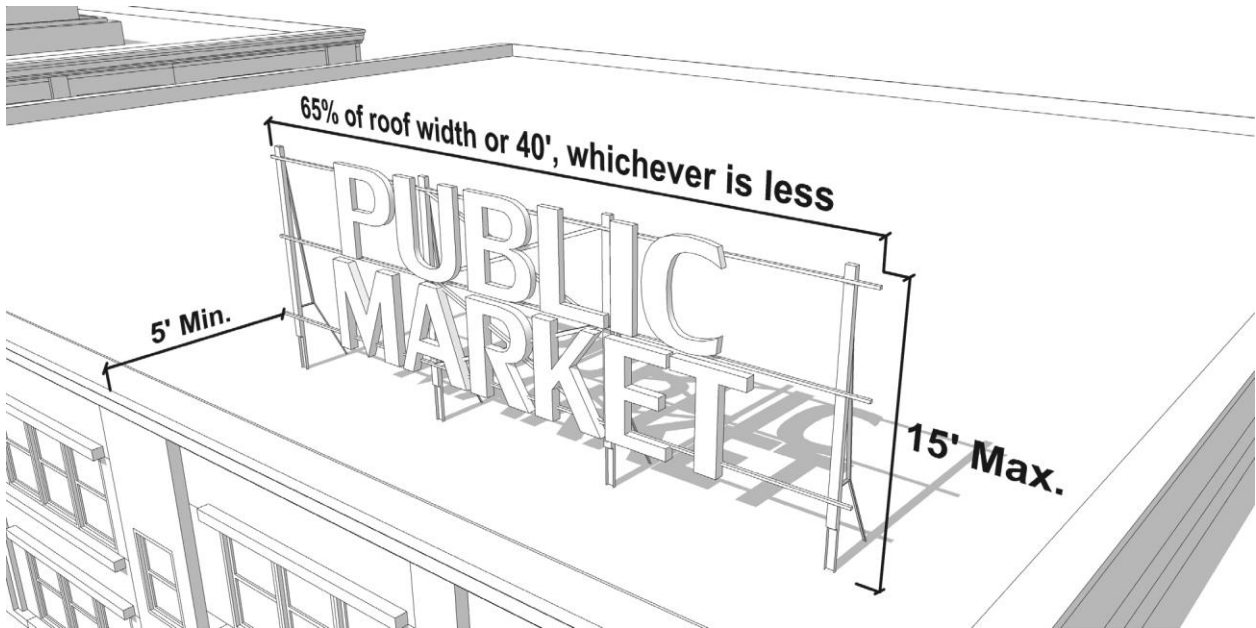 65% of roof width or 40', whichever is less
PUBLIC
MARKET
5' Min.
15' Max.